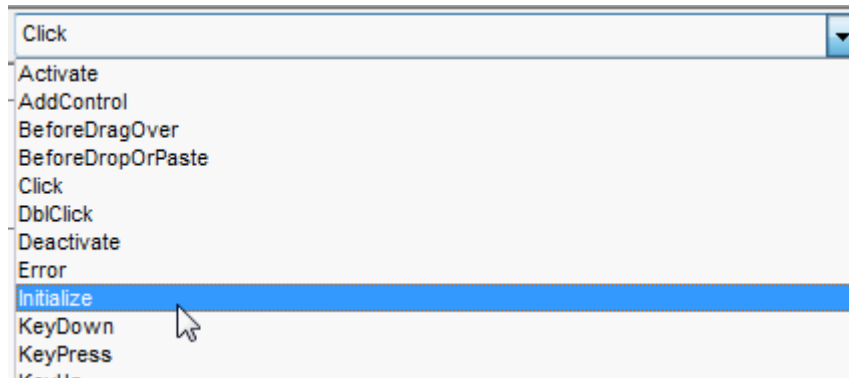 Click
Activate
AddControl
BeforeDragOver
BeforeDropOrPaste
Click
DblClick
Deactivate
Error
Initialize
KeyDown
KeyPress